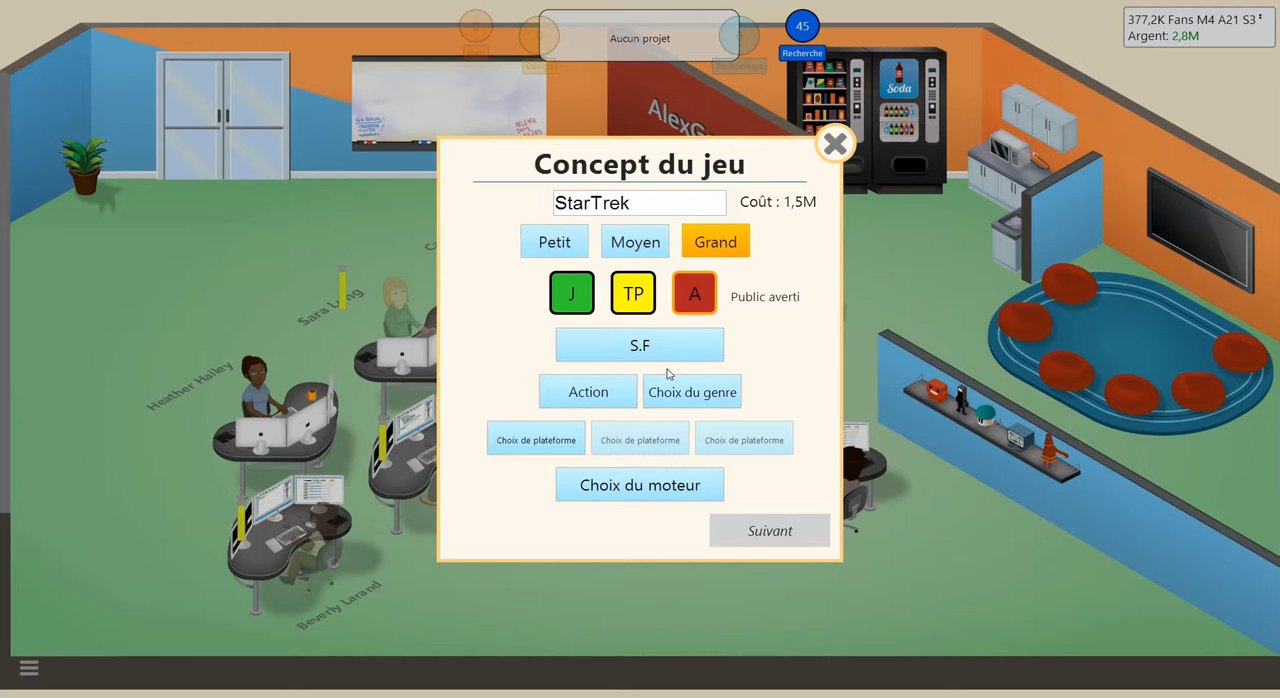 Aucun projet
45
Recherche
377,2K Fans M4 A21 S3
Argent: 2,8M
Soda
AlexG
Concept du jeu
StarTrek
Coût : 1,5M
Petit
Moyen
Grand
J
TP
A
Public averti
S.F
Action
Choix du genre
Choix de plateforme
Choix de plateforme
Choix de plateforme
Choix du moteur
Suivant
Sara Long
Heather Hailey
Beverly Larand